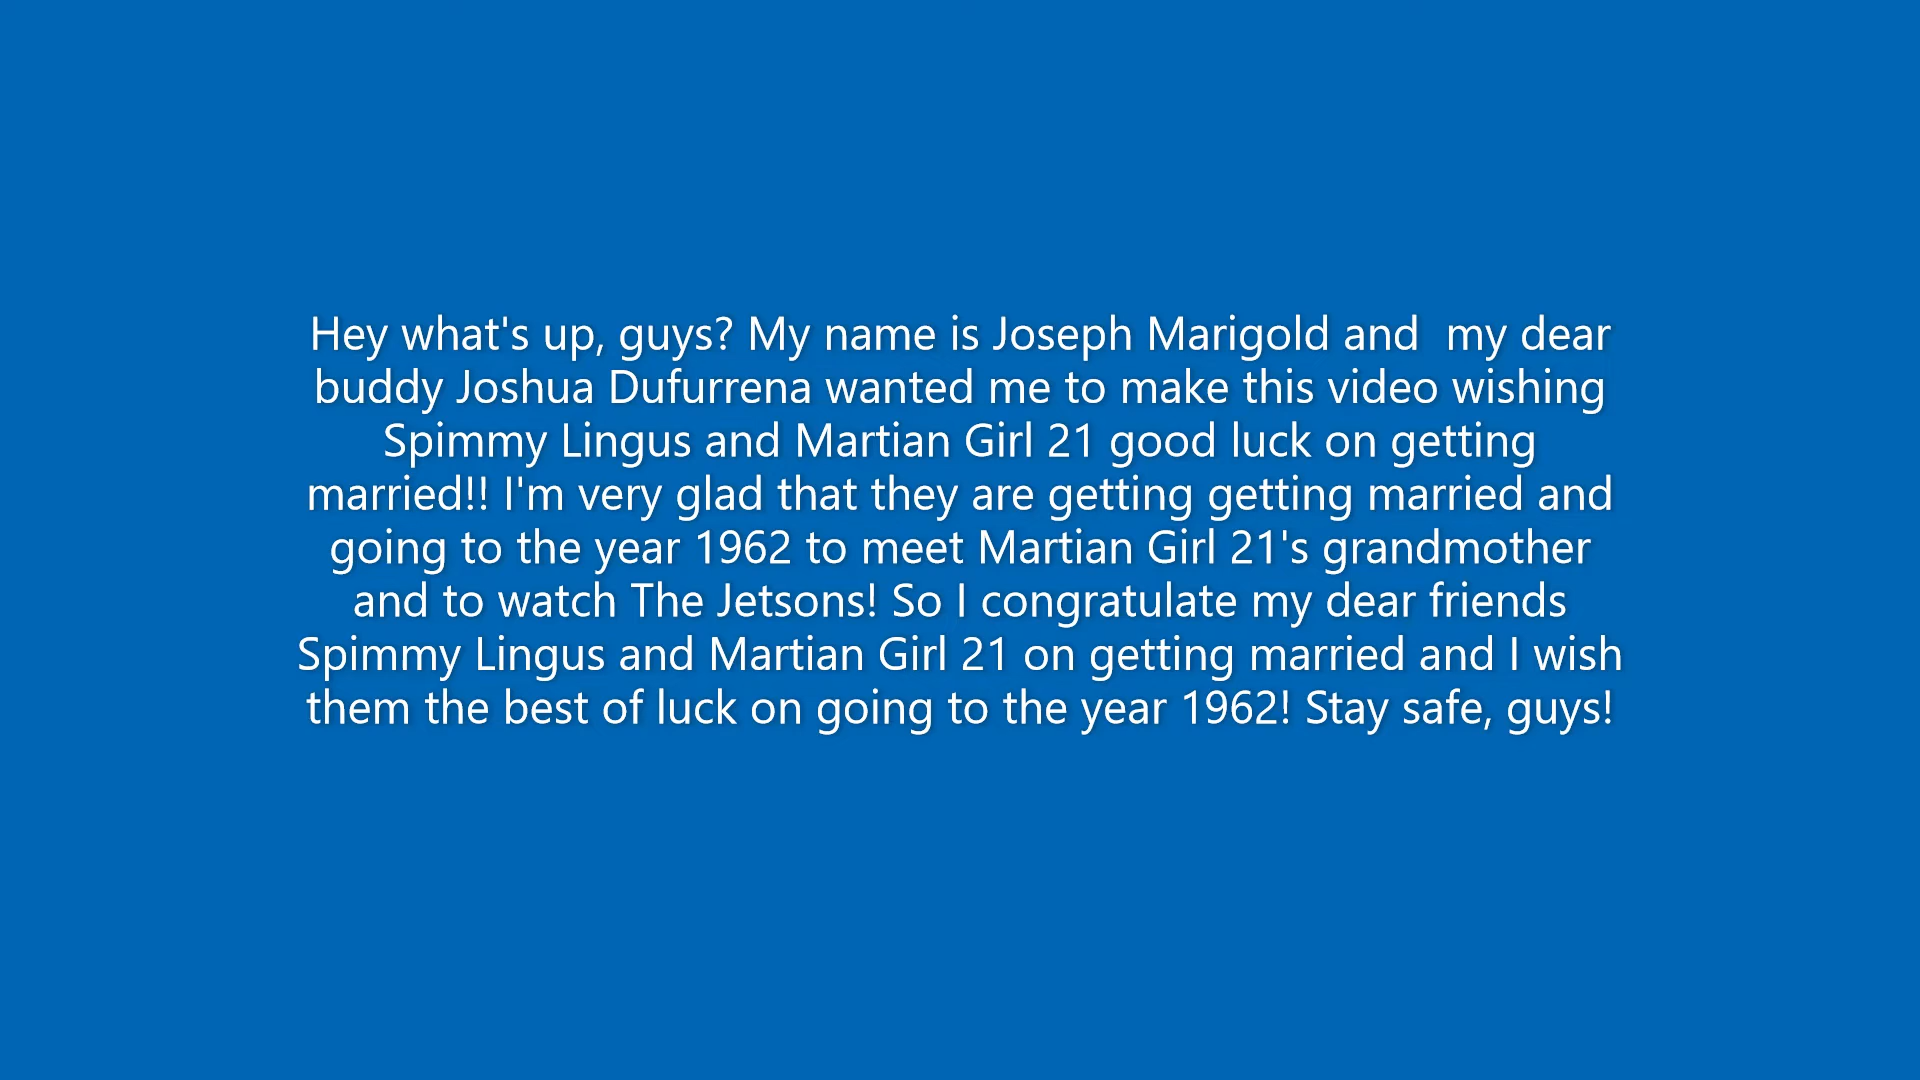 Hey what's up, guys? My name is Joseph Marigold and  my dear
buddy Joshua Dufurrena wanted me to make this video wishing
Spimmy Lingus and Martian Girl 21 good luck on getting
married!! I'm very glad that they are getting getting married and
going to the year 1962 to meet Martian Girl 21's grandmother
and to watch The Jetsons! So I congratulate my dear friends
Spimmy Lingus and Martian Girl 21 on getting married and I wish
them the best of luck on going to the year 1962! Stay safe, guys!